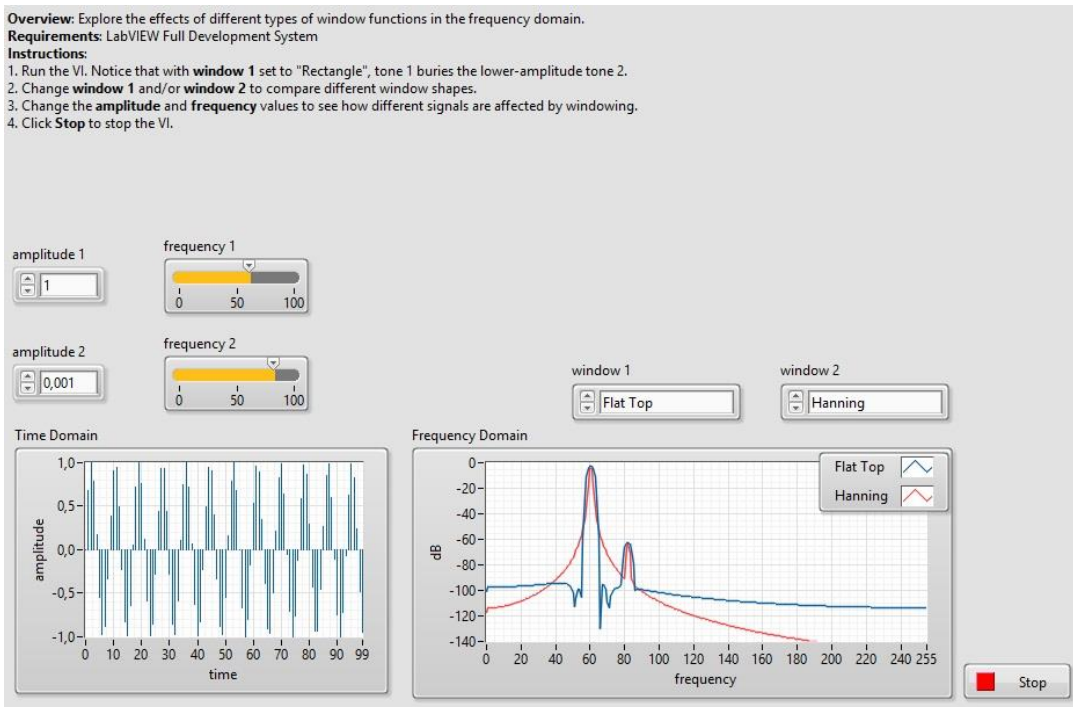 Overview: Explore the effects of different types of window functions in the frequency domain.
Requirements: LabVIEW Full Development System
Instructions:
1. Run the VI. Notice that with window 1 set to "Rectangle", tone 1 buries the lower-amplitude tone 2.
2. Change window 1 and/or window 2 to compare different window shapes.
3. Change the amplitude and frequency values to see how different signals are affected by windowing.
4. Click Stop to stop the VI.
amplitude 1
1
frequency 1
0 50 100
amplitude 2
0,001
frequency 2
0 50 100
window 1
Flat Top
window 2
Hanning
Time Domain
amplitude
1,0
0,5
0,0
-0,5
-1,0
0 10 20 30 40 50 60 70 80 90 99
time
Frequency Domain
dB
0
-20
-40
-60
-80
-100
-120
-140
0 20 40 60 80 100 120 140 160 180 200 220 240 255
frequency
Flat Top
Hanning
Stop